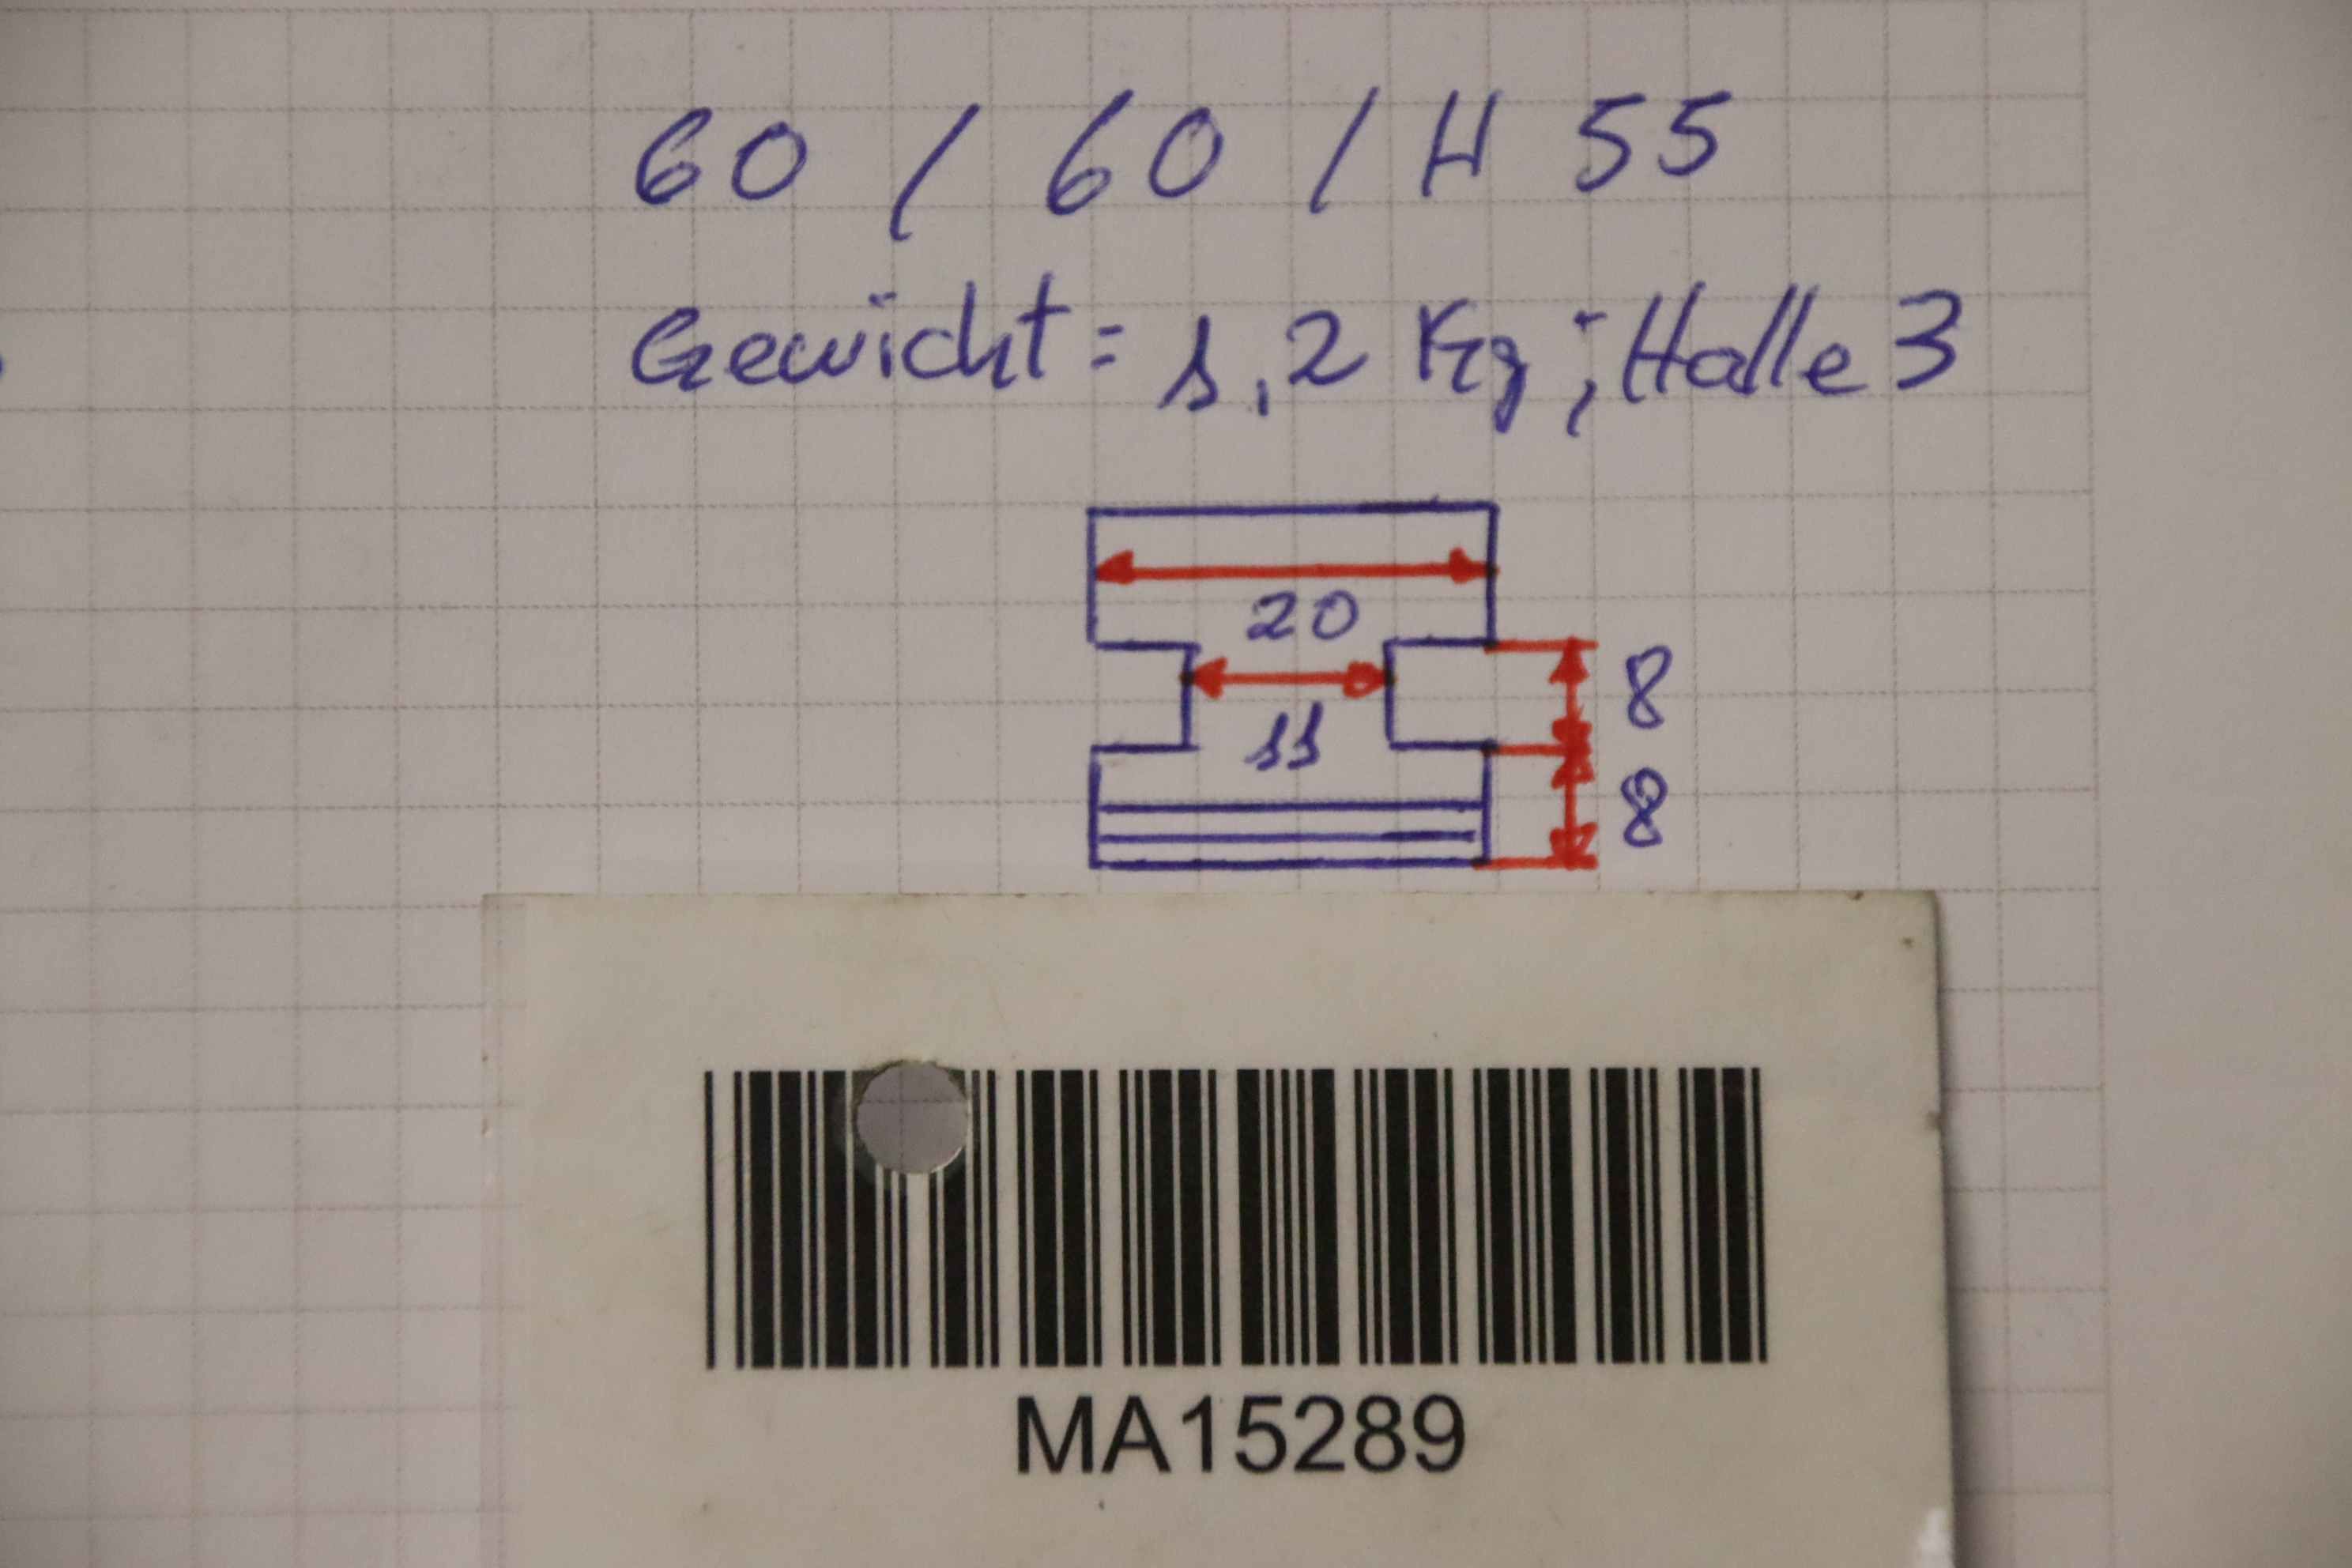 60 / 60 / H 55
Gewicht = 1,2 Kg; Halle 3
20
8
11
8
MA15289